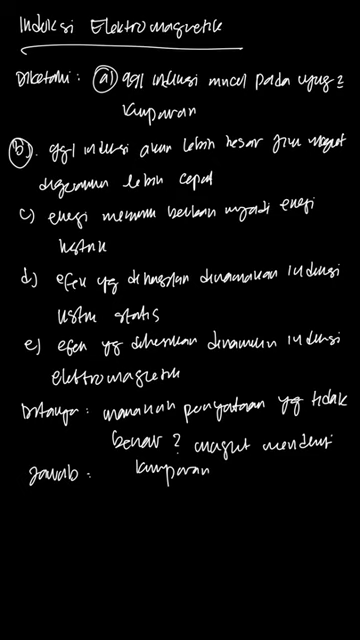 Induksi Elektromagnetik
Diketahui : a) ggl induksi muncul pada ujung2
kumparan
b). ggl induksi akan lebih besar jika magnet
digerakkan lebih cepat
c) energi berubah menjadi energi
listrik
d) efek yg dihasilkan dinamakan induksi
listrik statis
e) efek yg dihasilkan dinamakan induksi
elektromagnetik
Ditanya : manakah pernyataan yg tidak
benar ? magnet mendekati
Jawab : kumparan